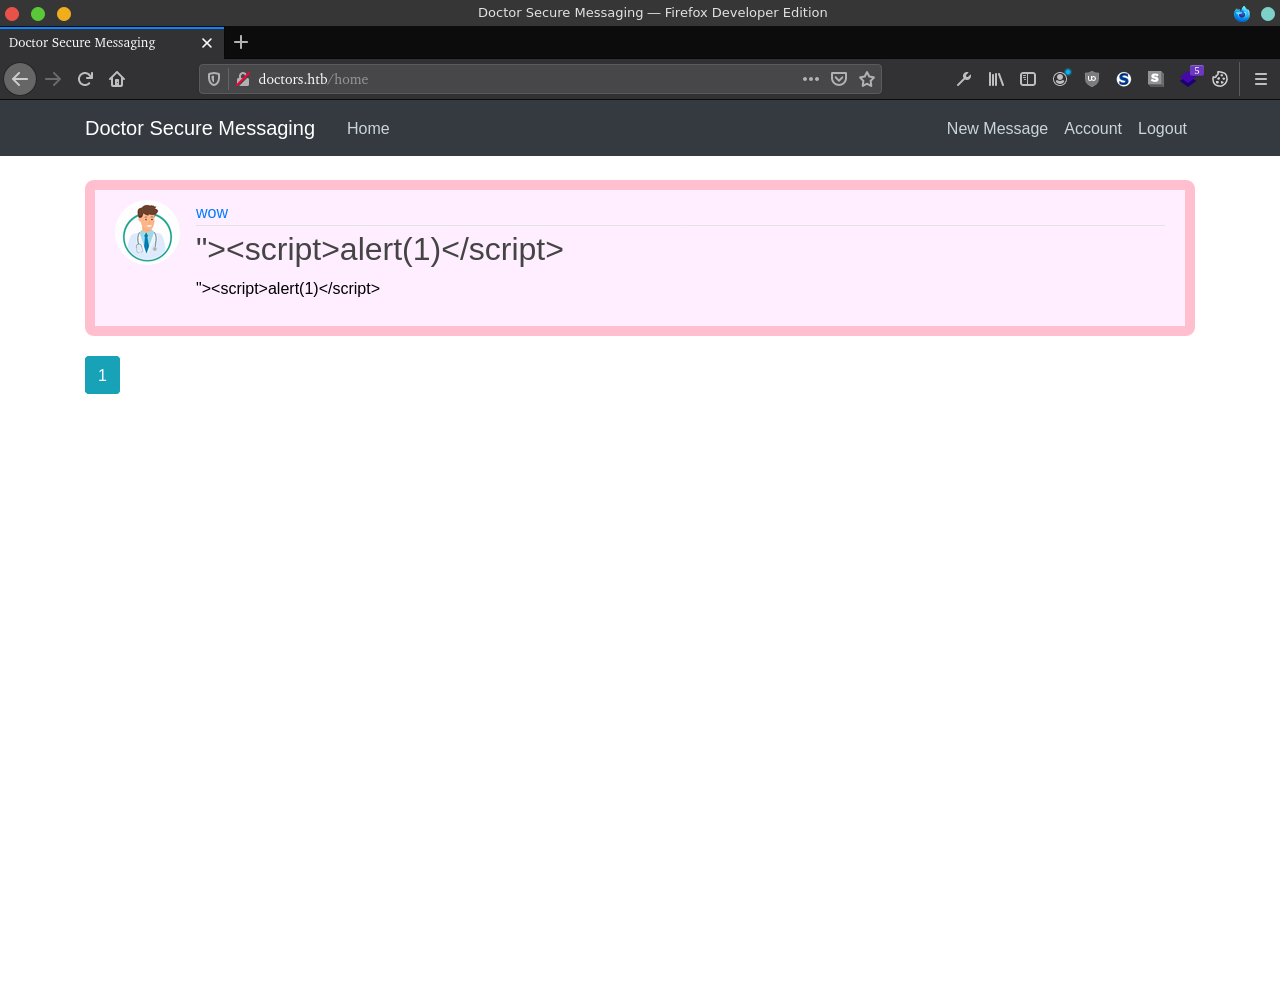 Doctor Secure Messaging — Firefox Developer Edition
Doctor Secure Messaging
doctors.htb/home
5
Doctor Secure Messaging Home New Message Account Logout
wow
"><script>alert(1)</script>
"><script>alert(1)</script>
1